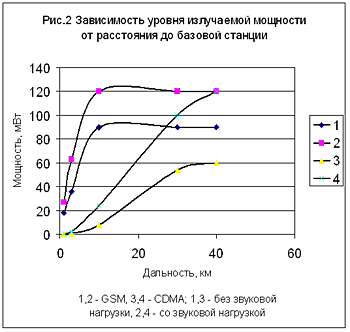 Рис.2 Зависимость уровня излучаемой мощности
от расстояния до базовой станции
140
120
100
80
60
40
20
0
Мощность, мВт
0 20 40 60
Дальность, км
1
2
3
4
1,2 - GSM, 3,4 - CDMA; 1,3 - без звуковой
нагрузки, 2,4 - со звуковой нагрузкой